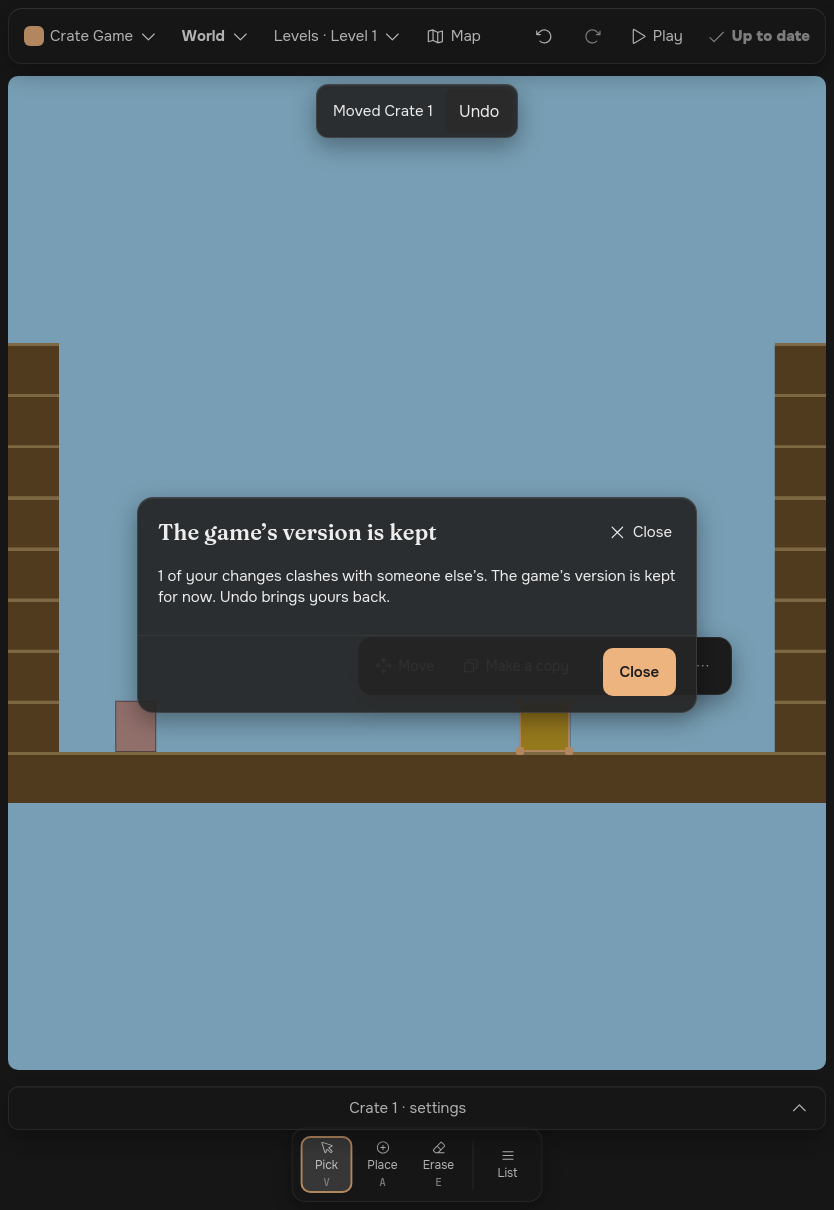 Crate Game World Levels · Level 1 Map Play Up to date
Moved Crate 1 Undo
The game’s version is kept Close
1 of your changes clashes with someone else’s. The game’s version is kept
for now. Undo brings yours back.
Move Make a copy ...
Close
Crate 1 · settings
Pick Place Erase List
V A E